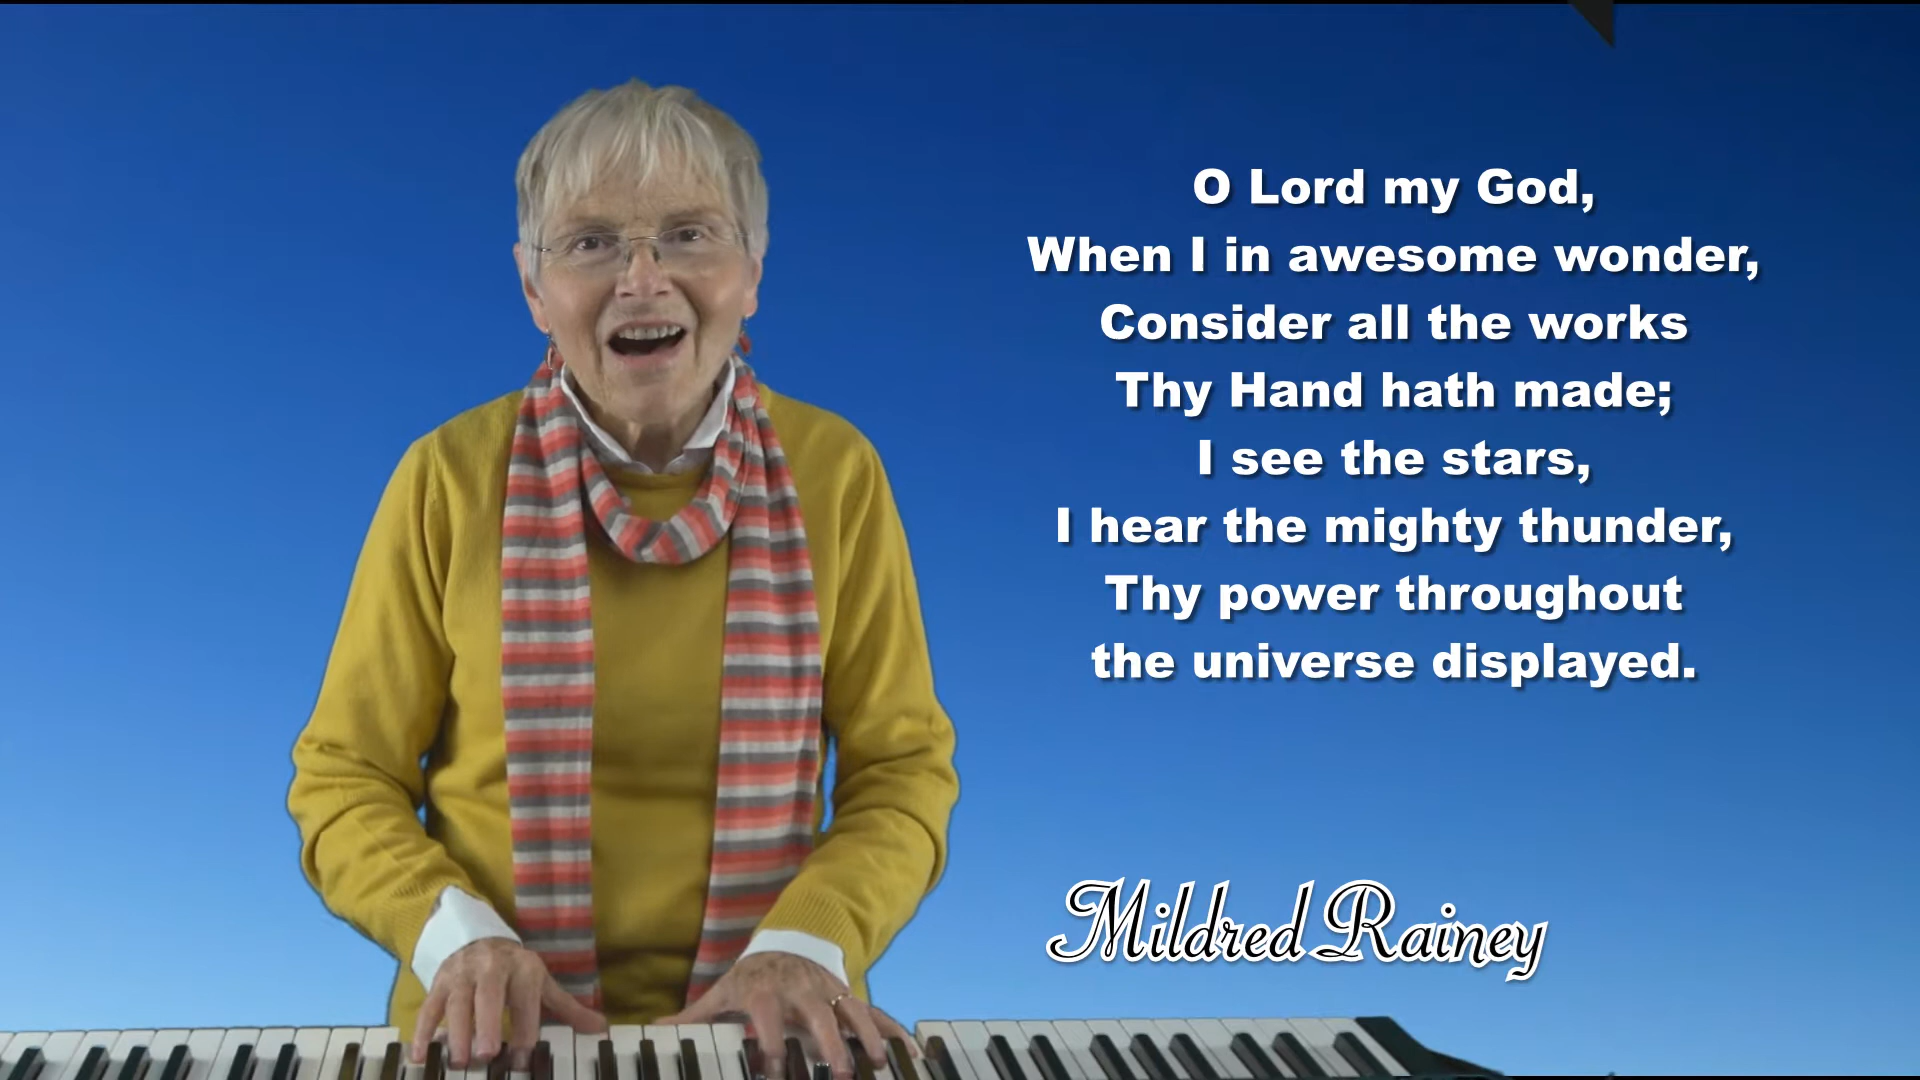 O Lord my God,
When I in awesome wonder,
Consider all the works
Thy Hand hath made;
I see the stars,
I hear the mighty thunder,
Thy power throughout
the universe displayed.
Mildred Rainey